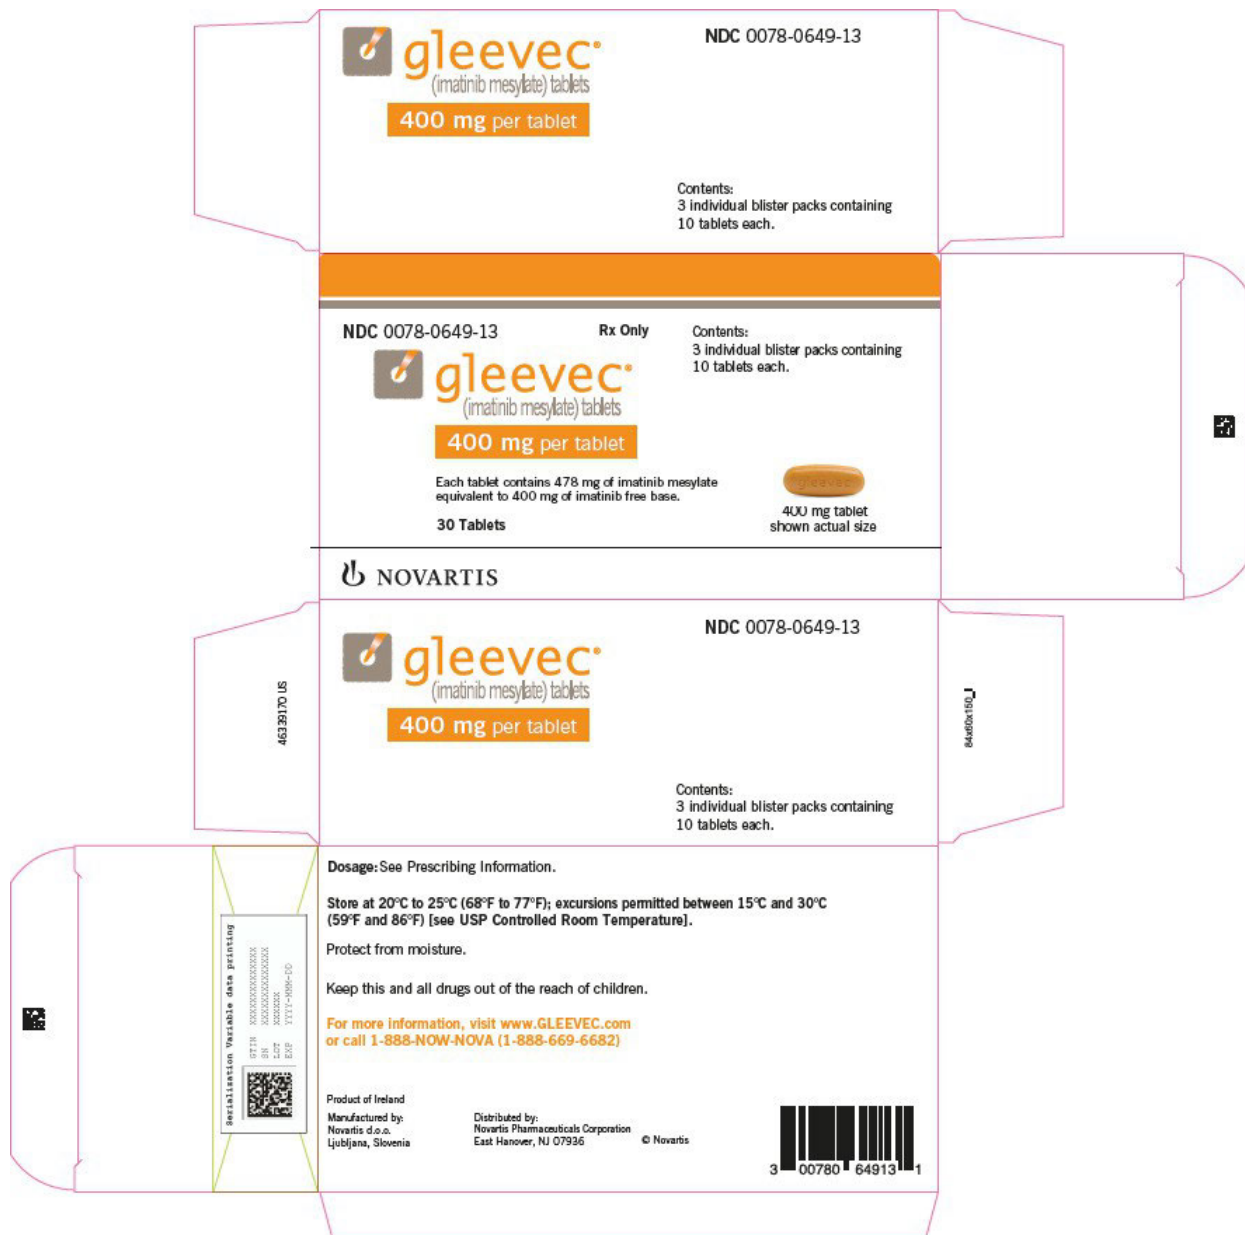 gleevec®
(imatinib mesylate) tablets
400 mg per tablet
NDC 0078-0649-13
Contents:
3 individual blister packs containing
10 tablets each.
NDC 0078-0649-13
Rx Only
Contents:
3 individual blister packs containing
10 tablets each.
gleevec®
(imatinib mesylate) tablets
400 mg per tablet
Each tablet contains 478 mg of imatinib mesylate
equivalent to 400 mg of imatinib free base.
30 Tablets
gleevec
400 mg tablet
shown actual size
NOVARTIS
gleevec®
(imatinib mesylate) tablets
400 mg per tablet
NDC 0078-0649-13
46339170 US
84x60x150_I
Contents:
3 individual blister packs containing
10 tablets each.
Dosage: See Prescribing Information.
Store at 20°C to 25°C (68°F to 77°F); excursions permitted between 15°C and 30°C
(59°F and 86°F) [see USP Controlled Room Temperature].
Protect from moisture.
Keep this and all drugs out of the reach of children.
For more information, visit www.GLEEVEC.com
or call 1-888-NOW-NOVA (1-888-669-6682)
Product of Ireland
Manufactured by:
Novartis d.o.o.
Ljubljana, Slovenia
Distributed by:
Novartis Pharmaceuticals Corporation
East Hanover, NJ 07936
© Novartis
3 00780 64913 1
Serialization Variable data printing
GTIN XXXXXXXXXXXXXX
SN XXXXXXXXXXXXXX
LOT XXXXXX
EXP YYYY-MMM-DD